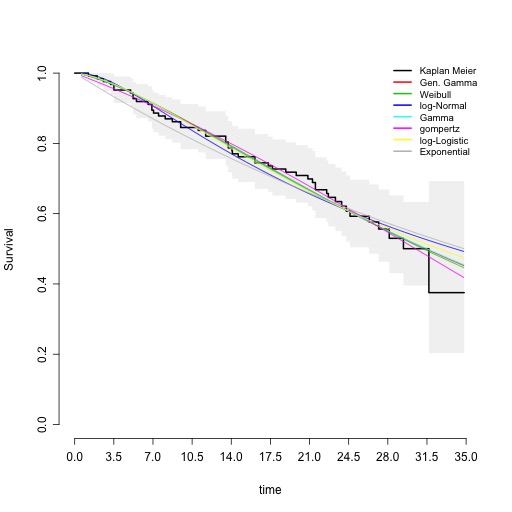 Kaplan Meier
Gen. Gamma
Weibull
log-Normal
Gamma
gompertz
log-Logistic
Exponential
1.0
0.8
0.6
0.4
0.2
0.0
Survival
0.0 3.5 7.0 10.5 14.0 17.5 21.0 24.5 28.0 31.5 35.0
time